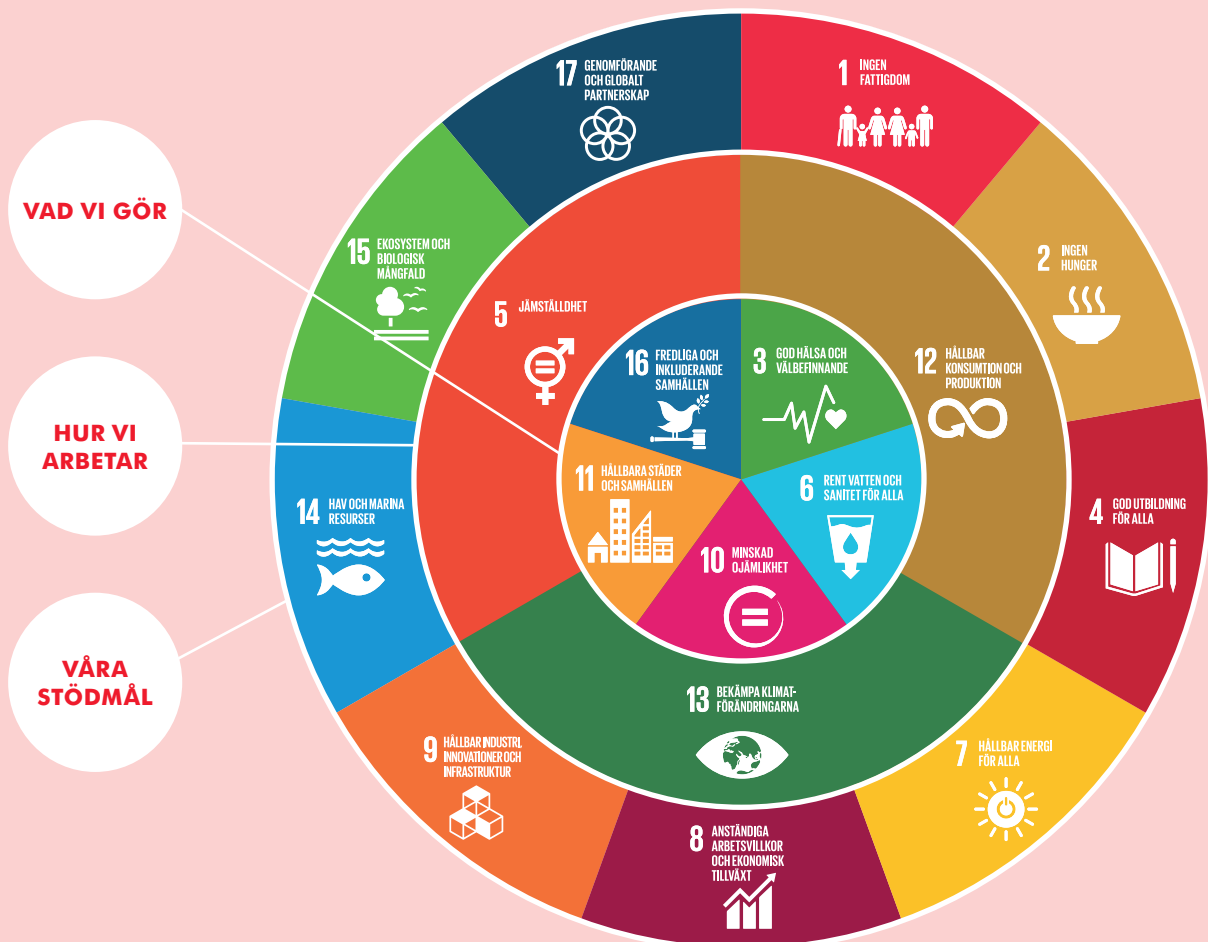 VAD VI GÖR
HUR VI
ARBETAR
VÅRA
STÖDMÅL
17 GENOMFÖRANDE
OCH GLOBALT
PARTNERSKAP
1 INGEN
FATTIGDOM
2 INGEN
HUNGER
4 GOD UTBILDNING
FÖR ALLA
7 HÅLLBAR ENERGI
FÖR ALLA
8 ANSTÄNDIGA
ARBETSVILLKOR
OCH EKONOMISK
TILLVÄXT
9 HÅLLBAR INDUSTRI,
INNOVATIONER OCH
INFRASTRUKTUR
14 HAV OCH MARINA
RESURSER
15 EKOSYSTEM OCH
BIOLOGISK
MÅNGFALD
5 JÄMSTÄLLDHET
12 HÅLLBAR
KONSUMTION OCH
PRODUKTION
13 BEKÄMPA KLIMAT-
FÖRÄNDRINGARNA
16 FREDLIGA OCH
INKLUDERANDE
SAMHÄLLEN
3 GOD HÄLSA OCH
VÄLBEFINNANDE
6 RENT VATTEN OCH
SANITET FÖR ALLA
10 MINSKAD
OJÄMLIKHET
11 HÅLLBARA STÄDER
OCH SAMHÄLLEN